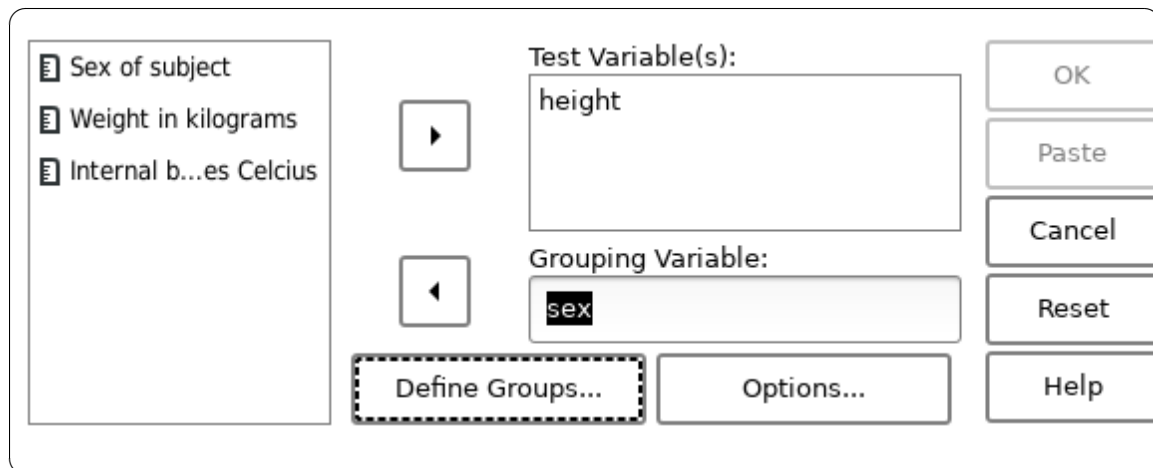 Sex of subject
Weight in kilograms
Internal b...es Celcius
Test Variable(s):
height
Grouping Variable:
sex
Define Groups...
Options...
OK
Paste
Cancel
Reset
Help